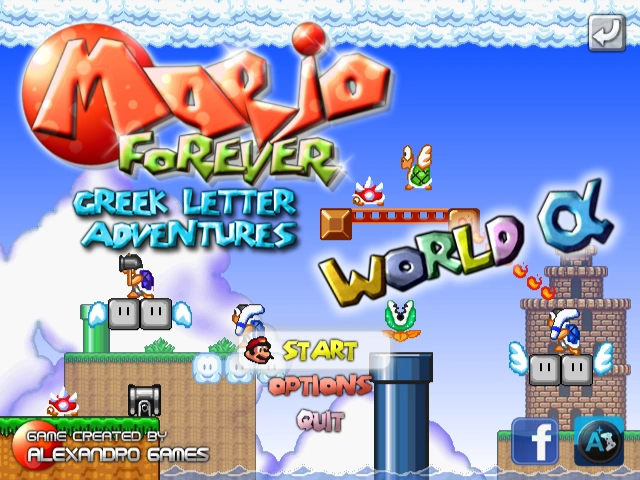 Mario
FOREVER
GREEK LETTER
ADVENTURES
WORLD α
START
OPTIONS
QUIT
GAME CREATED BY
ALEXANDRO GAMES
f
A